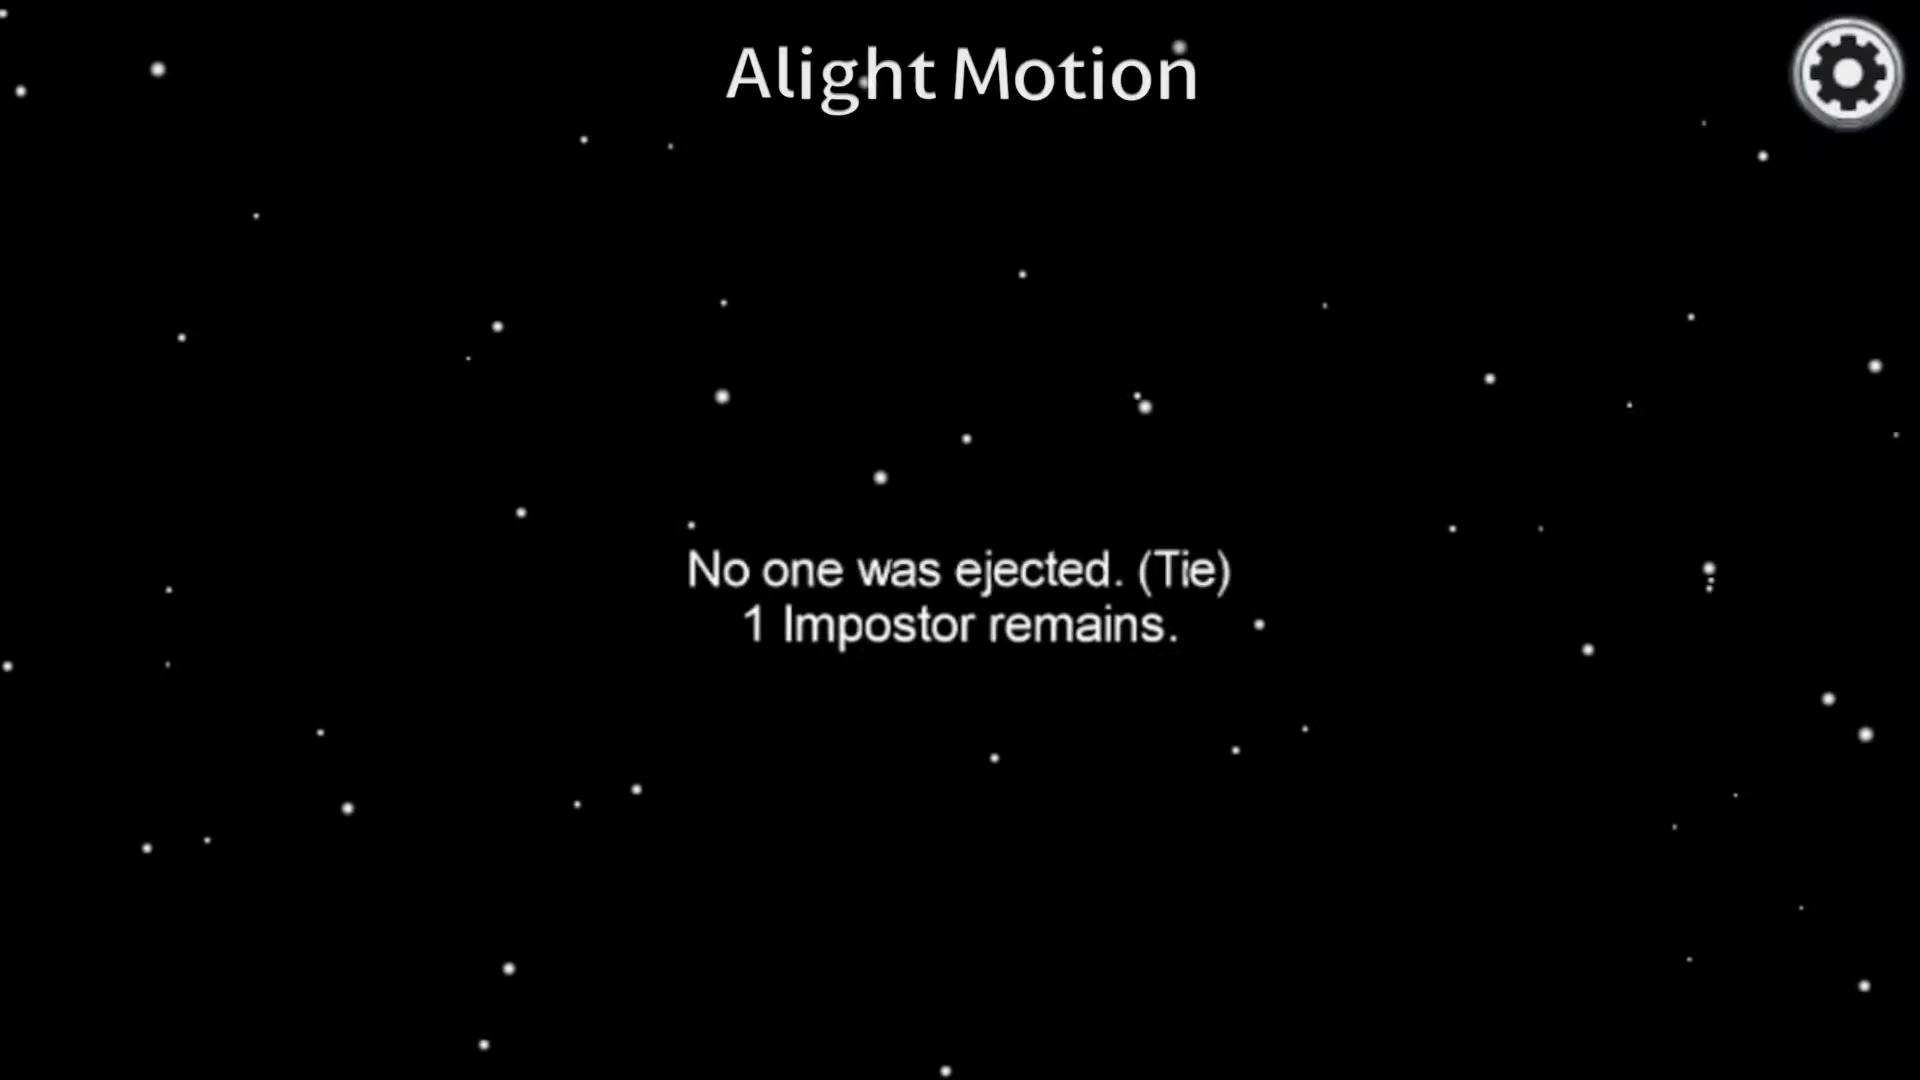 Alight Motion
No one was ejected. (Tie)
1 Impostor remains.